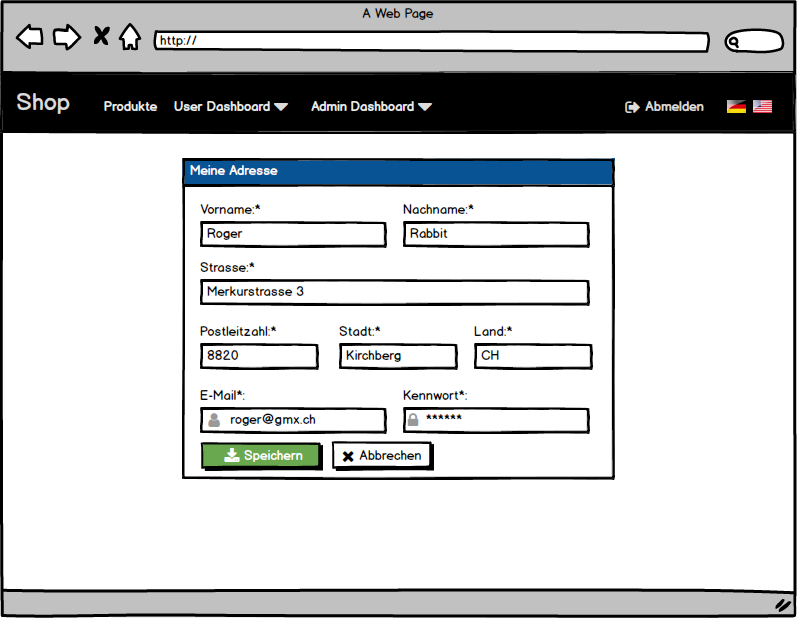 A Web Page
http://
Shop Produkte User Dashboard Admin Dashboard Abmelden
Meine Adresse
Vorname:* Nachname:*
Roger Rabbit
Strasse:*
Merkurstrasse 3
Postleitzahl:* Stadt:* Land:*
8820 Kirchberg CH
E-Mail*: Kennwort*:
roger@gmx.ch ******
Speichern Abbrechen